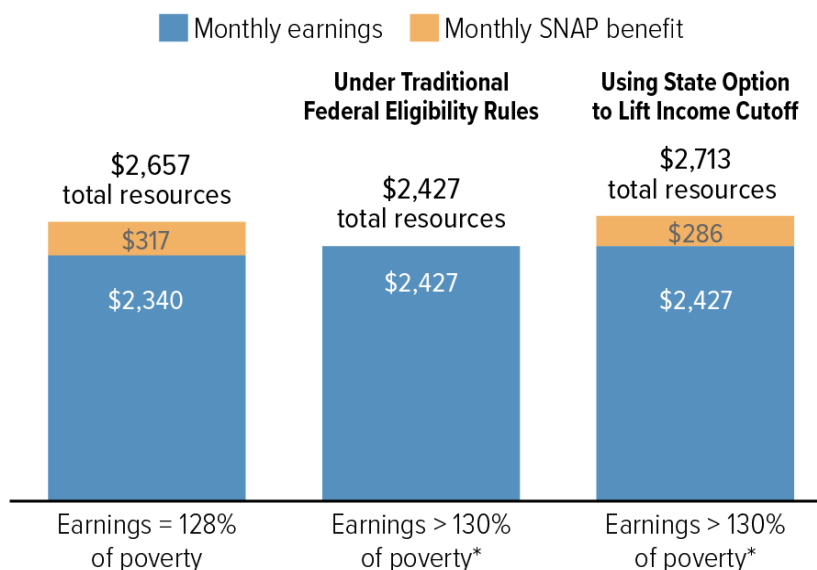 Monthly earnings Monthly SNAP benefit
Under Traditional
Federal Eligibility Rules
Using State Option
to Lift Income Cutoff
$2,657
total resources
$2,427
total resources
$2,713
total resources
$317
$2,340
$2,427
$286
$2,427
Earnings = 128%
of poverty
Earnings > 130%
of poverty*
Earnings > 130%
of poverty*